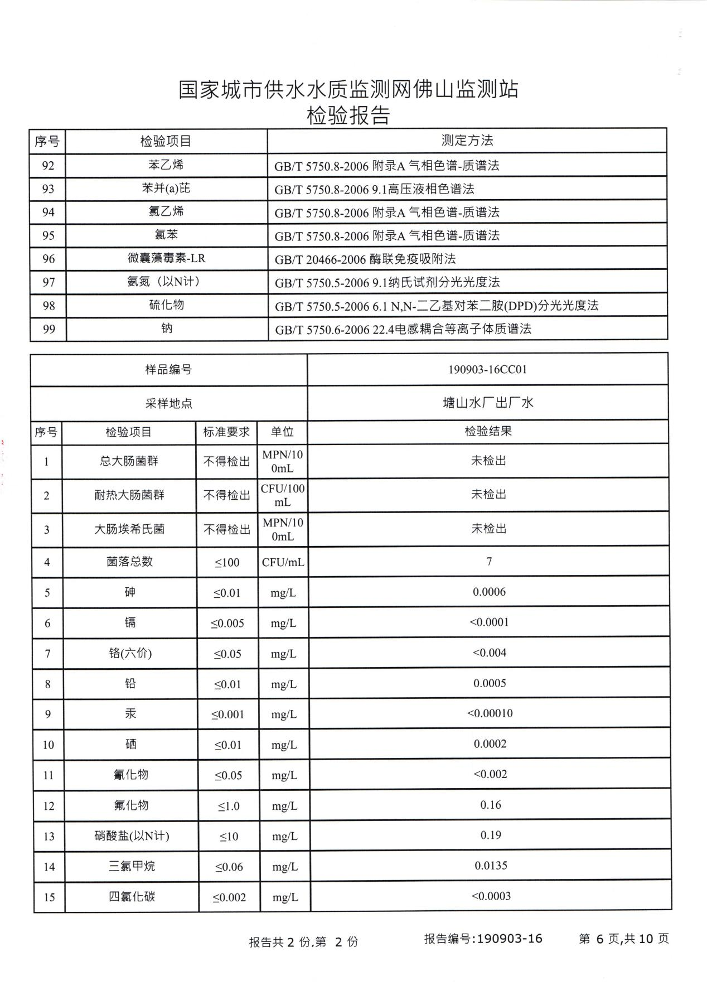 国家城市供水水质监测网佛山监测站
检验报告
序号 检验项目 测定方法
92 苯乙烯 GB/T 5750.8-2006 附录A 气相色谱-质谱法
93 苯并(a)芘 GB/T 5750.8-2006 9.1高压液相色谱法
94 氯乙烯 GB/T 5750.8-2006 附录A 气相色谱-质谱法
95 氯苯 GB/T 5750.8-2006 附录A 气相色谱-质谱法
96 微囊藻毒素-LR GB/T 20466-2006 酶联免疫吸附法
97 氨氮（以N计） GB/T 5750.5-2006 9.1纳氏试剂分光光度法
98 硫化物 GB/T 5750.5-2006 6.1 N,N-二乙基对苯二胺(DPD)分光光度法
99 钠 GB/T 5750.6-2006 22.4电感耦合等离子体质谱法
样品编号 190903-16CC01
采样地点 塘山水厂出厂水
序号 检验项目 标准要求 单位 检验结果
1 总大肠菌群 不得检出 MPN/100mL 未检出
2 耐热大肠菌群 不得检出 CFU/100mL 未检出
3 大肠埃希氏菌 不得检出 MPN/100mL 未检出
4 菌落总数 ≤100 CFU/mL 7
5 砷 ≤0.01 mg/L 0.0006
6 镉 ≤0.005 mg/L <0.0001
7 铬(六价) ≤0.05 mg/L <0.004
8 铅 ≤0.01 mg/L 0.0005
9 汞 ≤0.001 mg/L <0.00010
10 硒 ≤0.01 mg/L 0.0002
11 氰化物 ≤0.05 mg/L <0.002
12 氟化物 ≤1.0 mg/L 0.16
13 硝酸盐(以N计) ≤10 mg/L 0.19
14 三氯甲烷 ≤0.06 mg/L 0.0135
15 四氯化碳 ≤0.002 mg/L <0.0003
报告共 2 份,第 2 份 报告编号:190903-16 第 6 页,共 10 页